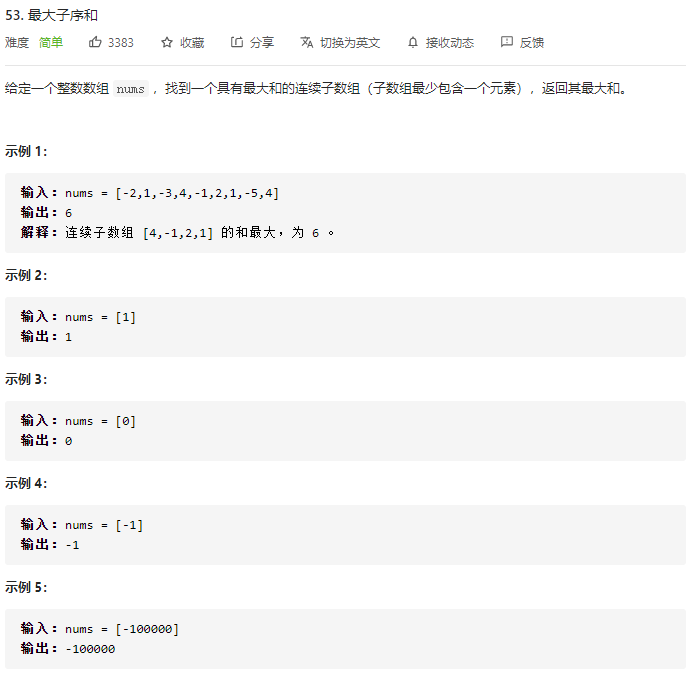 53. 最大子序和
难度 简单 3383 收藏 分享 切换为英文 接收动态 反馈
给定一个整数数组 nums ，找到一个具有最大和的连续子数组（子数组最少包含一个元素），返回其最大和。
示例 1：
输入：nums = [-2,1,-3,4,-1,2,1,-5,4]
输出：6
解释：连续子数组 [4,-1,2,1] 的和最大，为 6 。
示例 2：
输入：nums = [1]
输出：1
示例 3：
输入：nums = [0]
输出：0
示例 4：
输入：nums = [-1]
输出：-1
示例 5：
输入：nums = [-100000]
输出：-100000